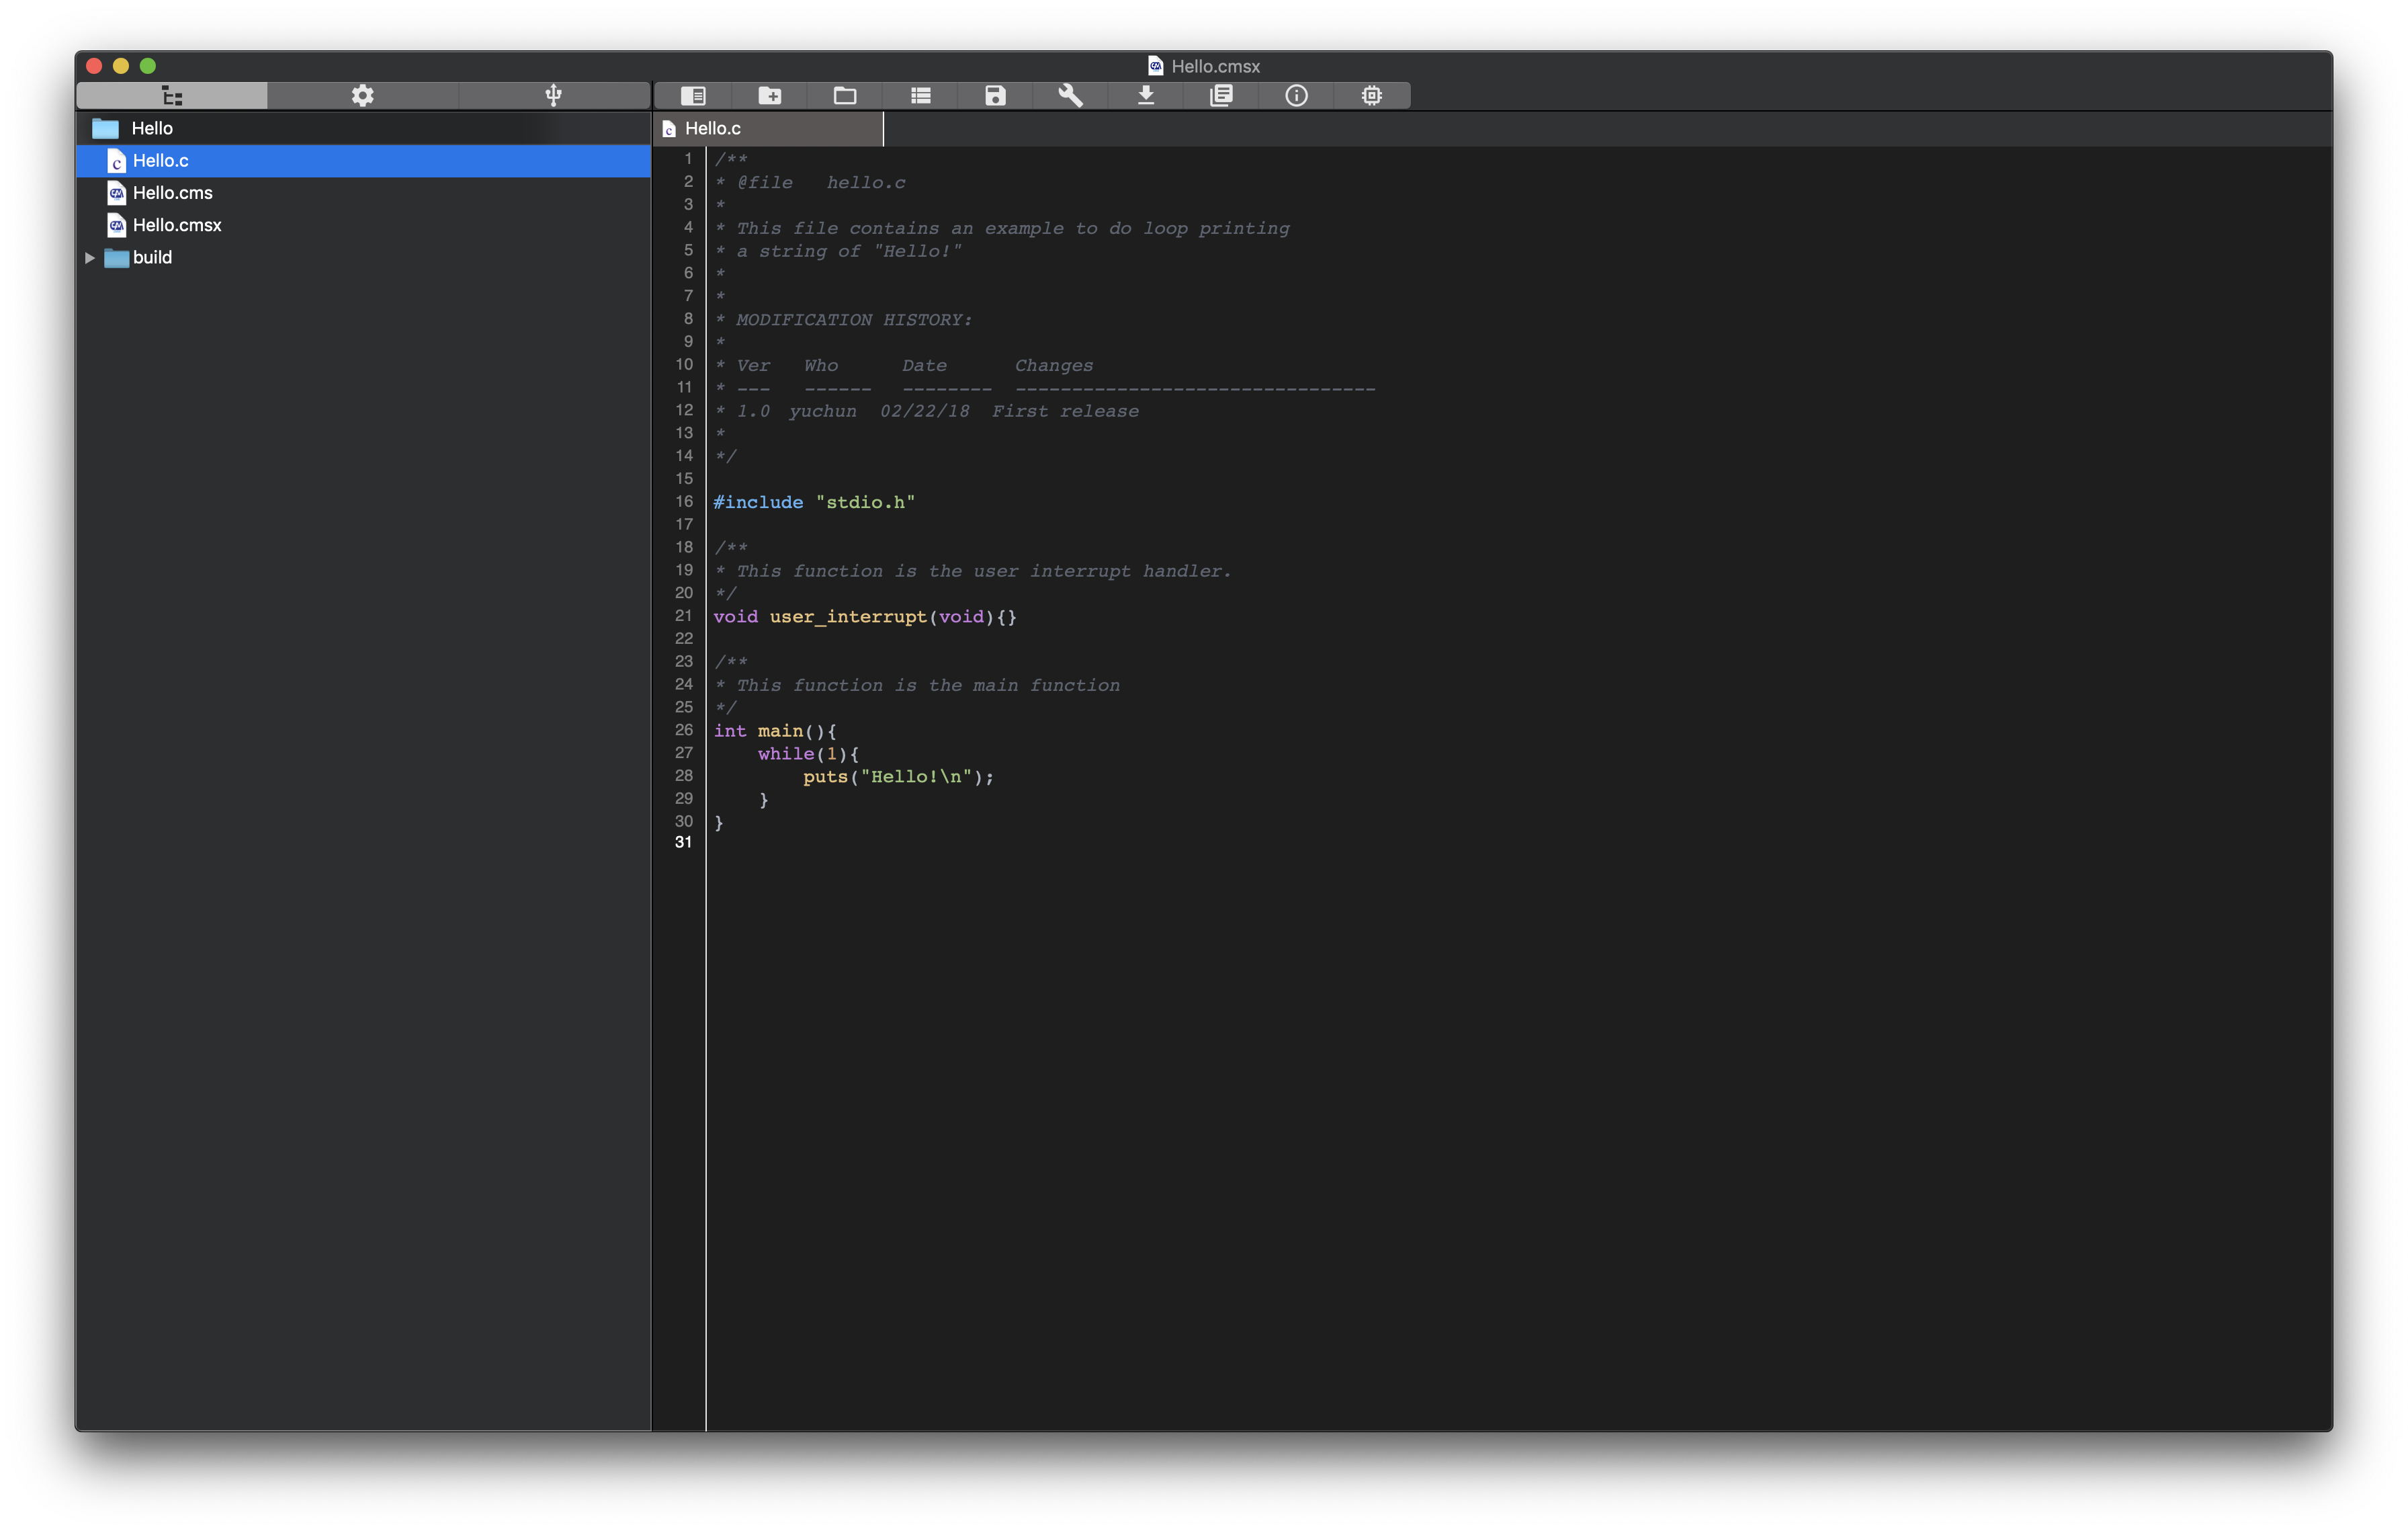 Hello.cmsx
Hello
Hello.c
Hello.cms
Hello.cmsx
build
Hello.c
1 /**
2 * @file   hello.c
3 *
4 * This file contains an example to do loop printing
5 * a string of "Hello!"
6 *
7 *
8 * MODIFICATION HISTORY:
9 *
10 * Ver   Who      Date      Changes
11 * ---   ------   --------  --------------------------------
12 * 1.0  yuchun  02/22/18  First release
13 *
14 */
15
16 #include "stdio.h"
17
18 /**
19 * This function is the user interrupt handler.
20 */
21 void user_interrupt(void){}
22
23 /**
24 * This function is the main function
25 */
26 int main(){
27     while(1){
28         puts("Hello!\n");
29     }
30 }
31